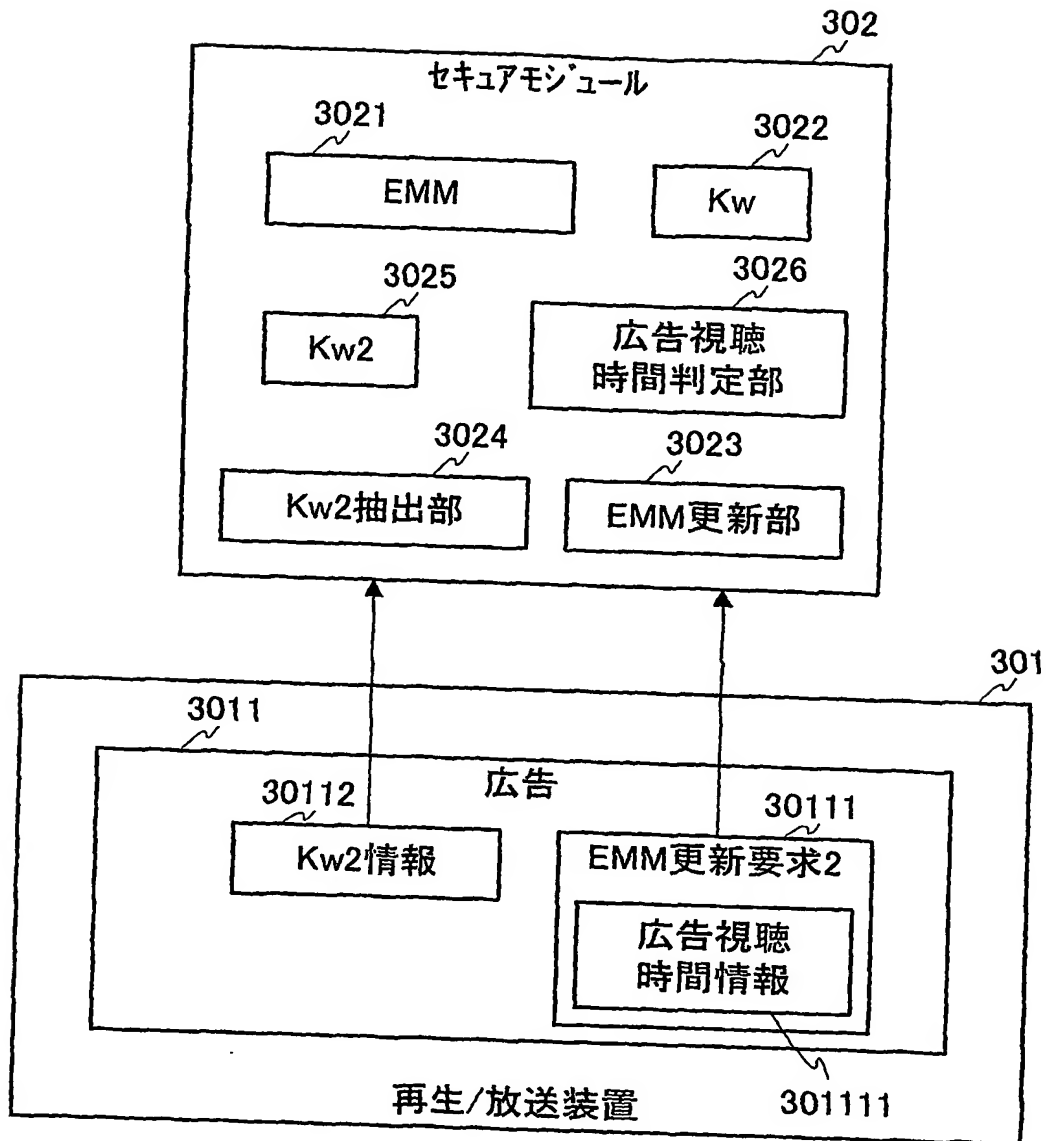 302
セキュアモジュール
3021
3022
EMM
Kw
3025
3026
Kw2
広告視聴
時間判定部
3024
3023
Kw2抽出部
EMM更新部
301
3011
広告
30112
30111
Kw2情報
EMM更新要求2
広告視聴
時間情報
再生/放送装置
301111